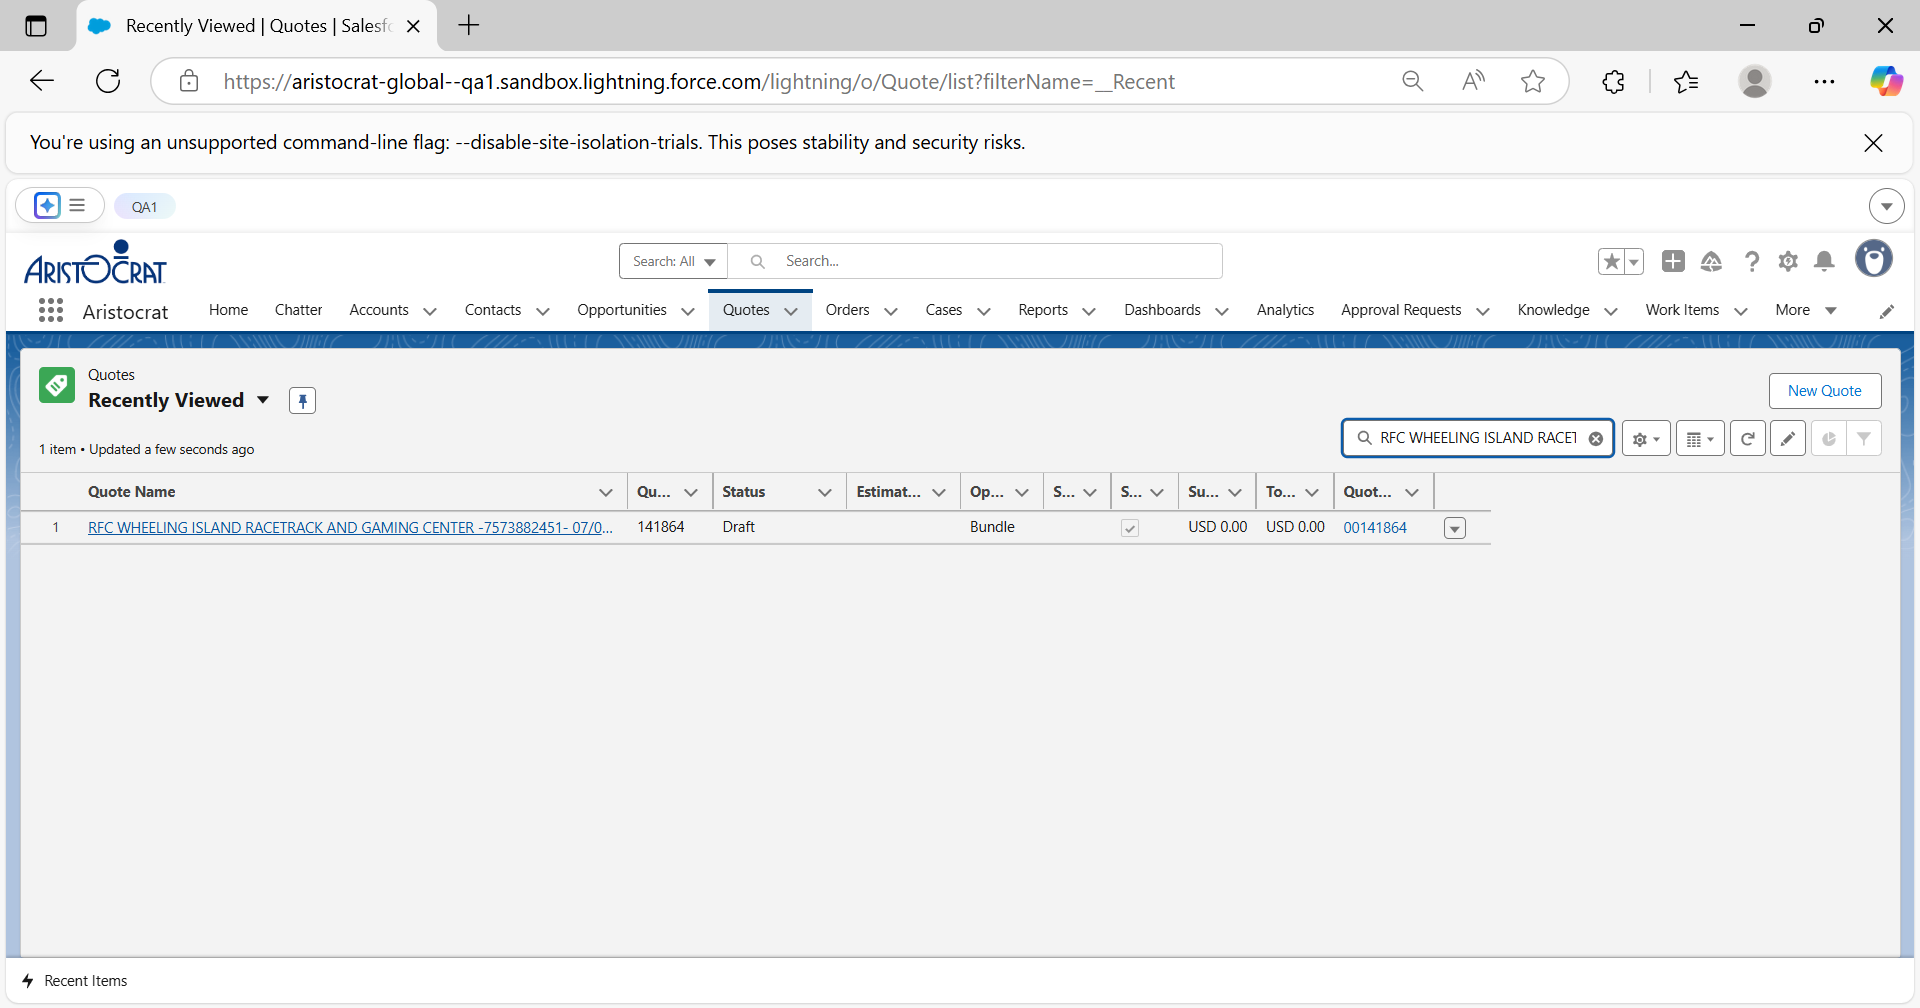 Recently Viewed | Quotes | Salesfo
https://aristocrat-global--qa1.sandbox.lightning.force.com/lightning/o/Quote/list?filterName=__Recent
You're using an unsupported command-line flag: --disable-site-isolation-trials. This poses stability and security risks.
QA1
ARISTOCRAT
Search: All
Search...
Aristocrat
Home Chatter Accounts Contacts Opportunities Quotes Orders Cases Reports Dashboards Analytics Approval Requests Knowledge Work Items More
Quotes
Recently Viewed
New Quote
1 item • Updated a few seconds ago
RFC WHEELING ISLAND RACET
Quote Name Qu... Status Estimat... Op... S... S... Su... To... Quot...
1 RFC WHEELING ISLAND RACETRACK AND GAMING CENTER -7573882451- 07/0... 141864 Draft Bundle USD 0.00 USD 0.00 00141864
Recent Items